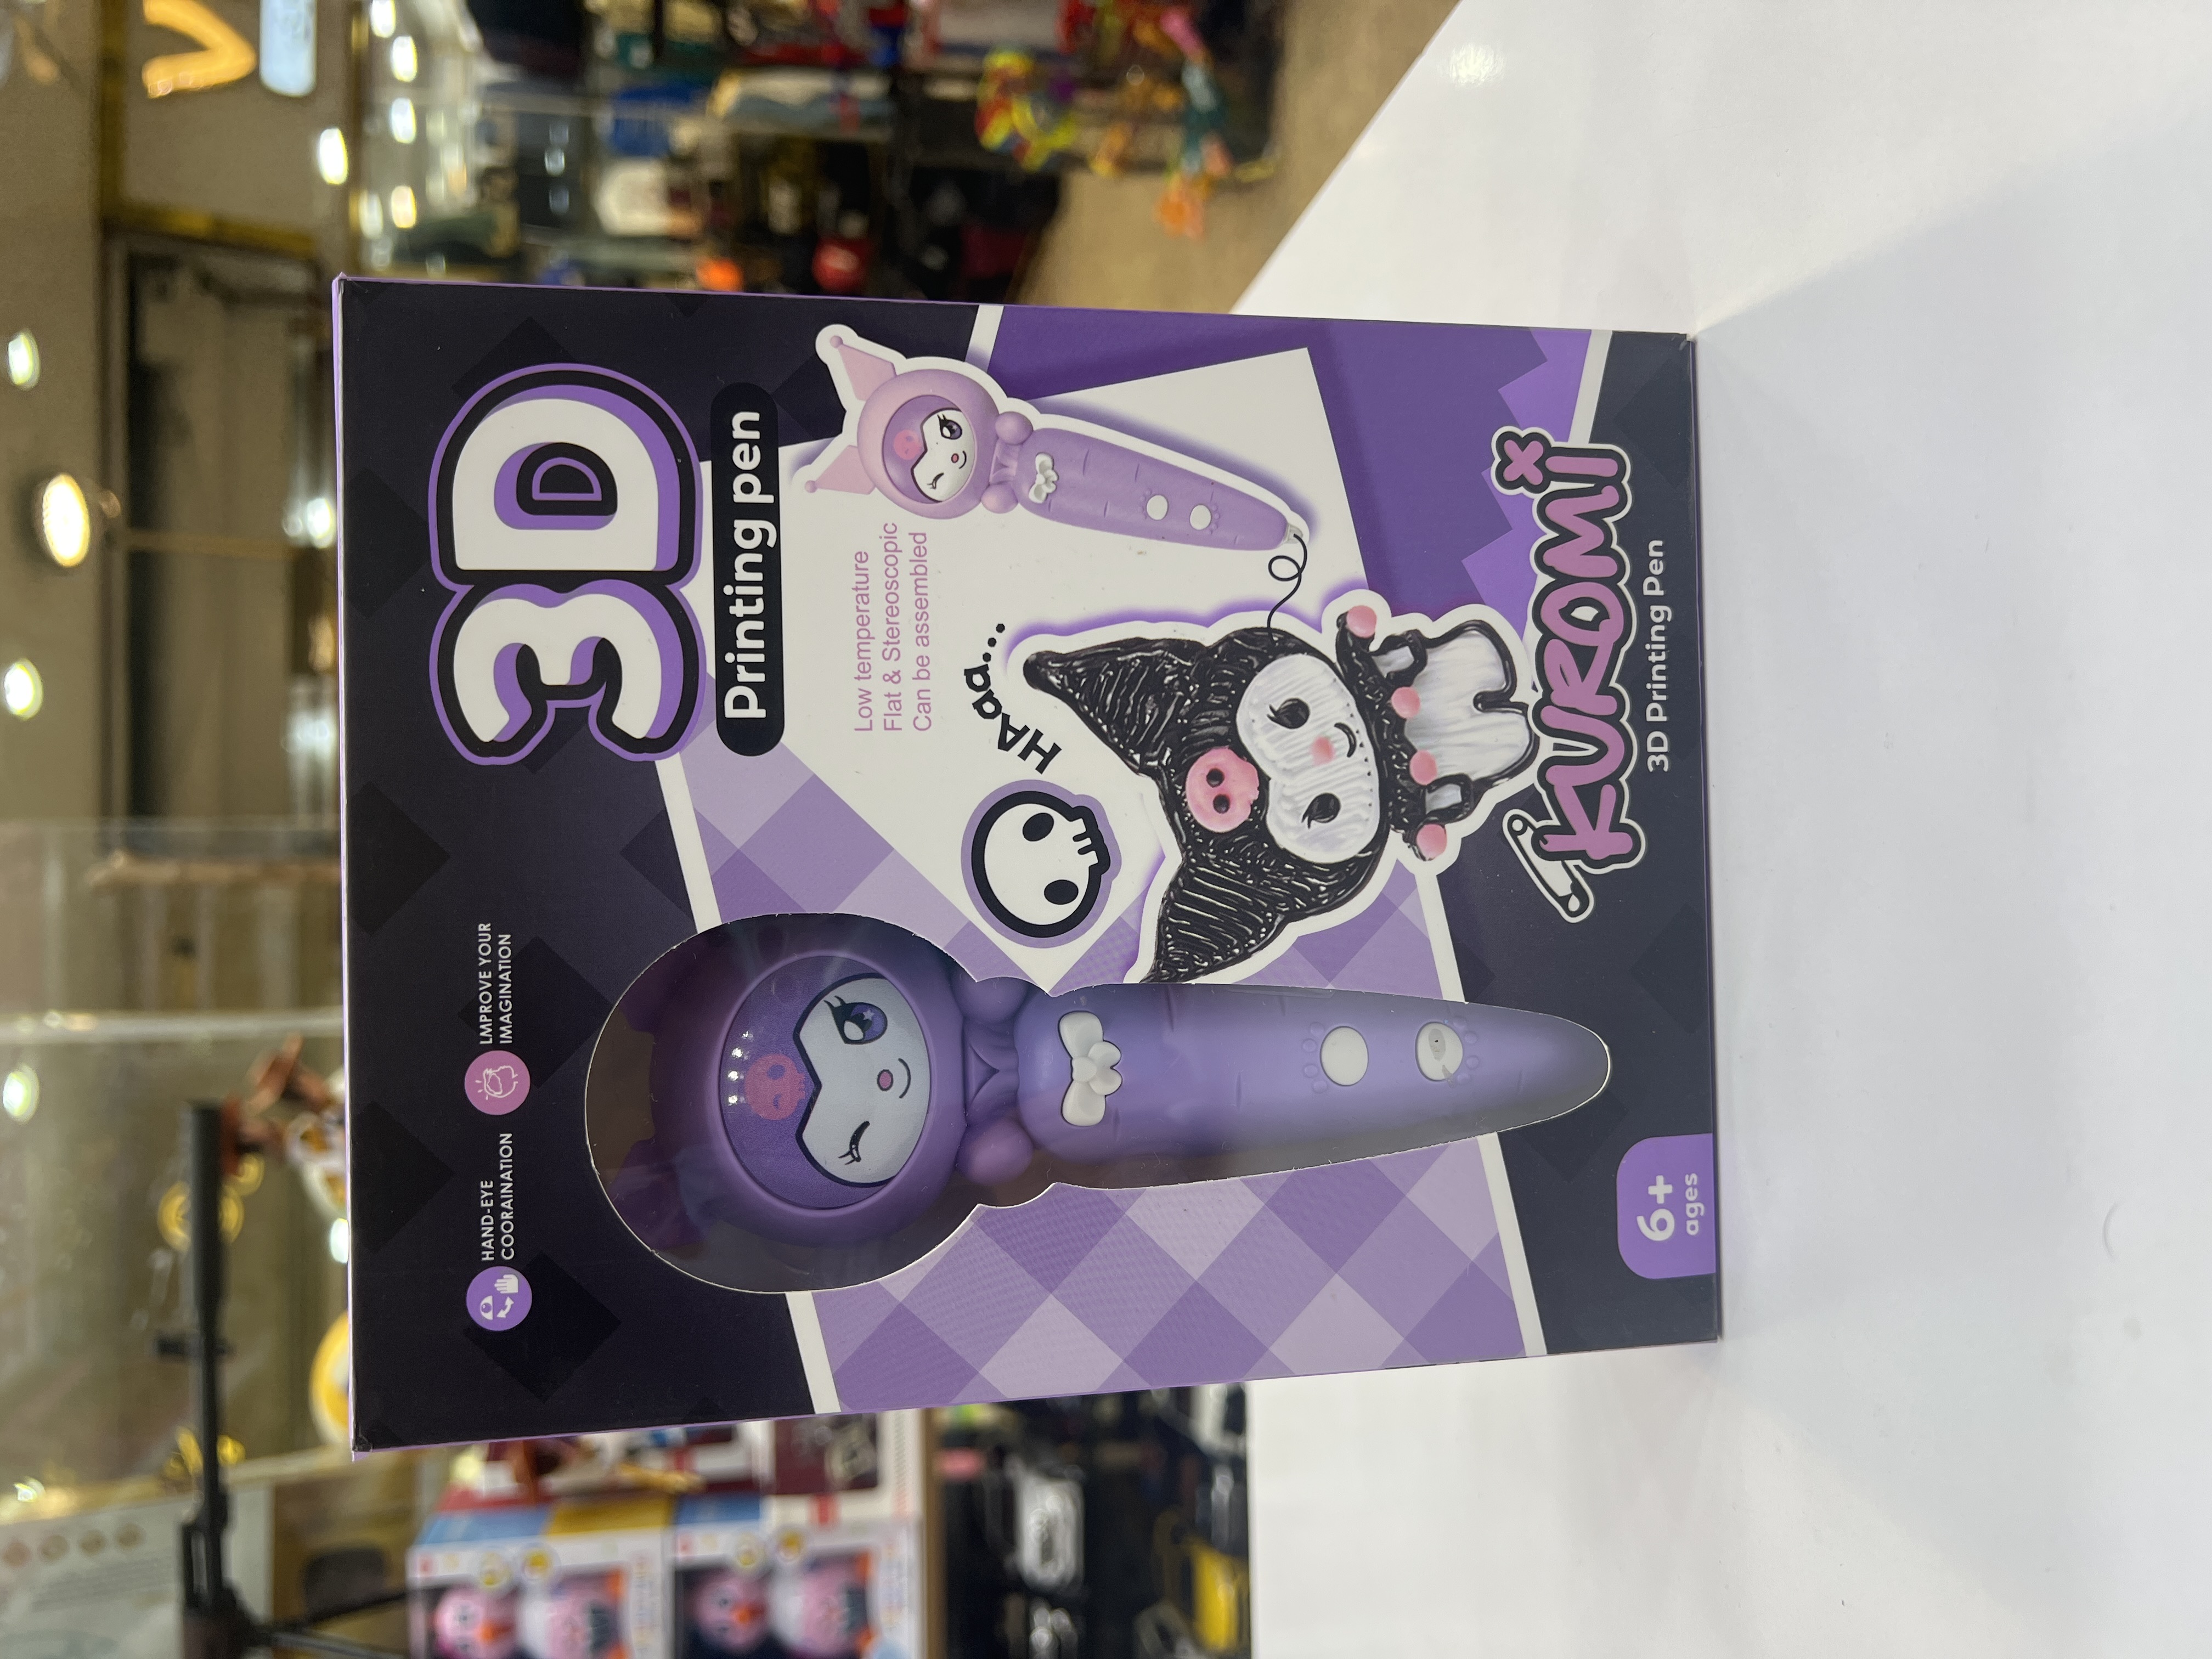 HAND-EYE
COORAINATION
LMPROVE YOUR
IMAGINATION
3D
Printing pen
Low temperature
Flat & Stereoscopic
Can be assembled
HAaa...
KUROMI
3D Printing Pen
6+
ages